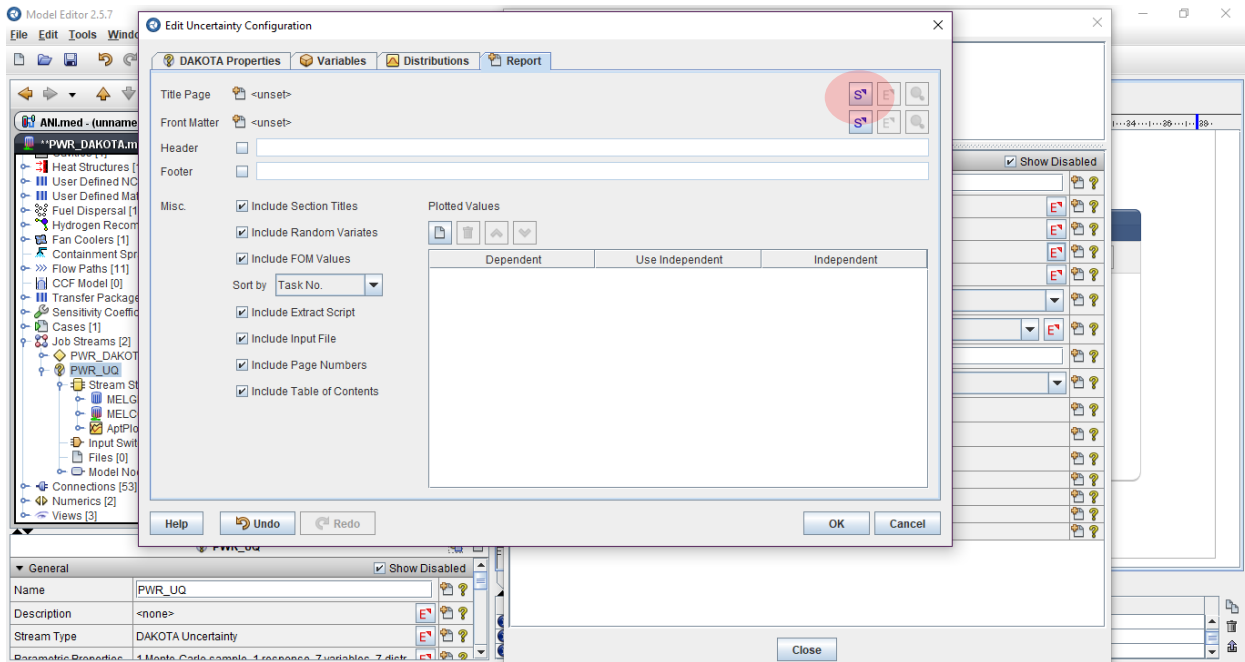 Model Editor 2.5.7
File Edit Tools
Edit Uncertainty Configuration
DAKOTA Properties Variables Distributions Report
Title Page <unset> S E
Front Matter <unset> S E
Header
Footer
Misc.
Include Section Titles
Include Random Variates
Include FOM Values
Sort by Task No.
Include Extract Script
Include Input File
Include Page Numbers
Include Table of Contents
Plotted Values
Dependent Use Independent Independent
Help Undo Redo OK Cancel
ANI.med - (unname
**PWR_DAKOTA.m
Heat Structures [
User Defined NC
User Defined Mat
Fuel Dispersal [1
Hydrogen Recom
Fan Coolers [1]
Containment Spr
Flow Paths [11]
CCF Model [0]
Transfer Package
Sensitivity Coeffic
Cases [1]
Job Streams [2]
PWR_DAKOT
PWR_UQ
Stream St
MELG
MELC
AptPlo
Input Swit
Files [0]
Model No
Connections [53]
Numerics [2]
Views [3]
Show Disabled
PWR_UQ
General Show Disabled
Name PWR_UQ
Description <none> E
Stream Type DAKOTA Uncertainty E
Parametric Properties 1 Monte-Carlo sample, 1 response, 7 variables, 7 distr
Close